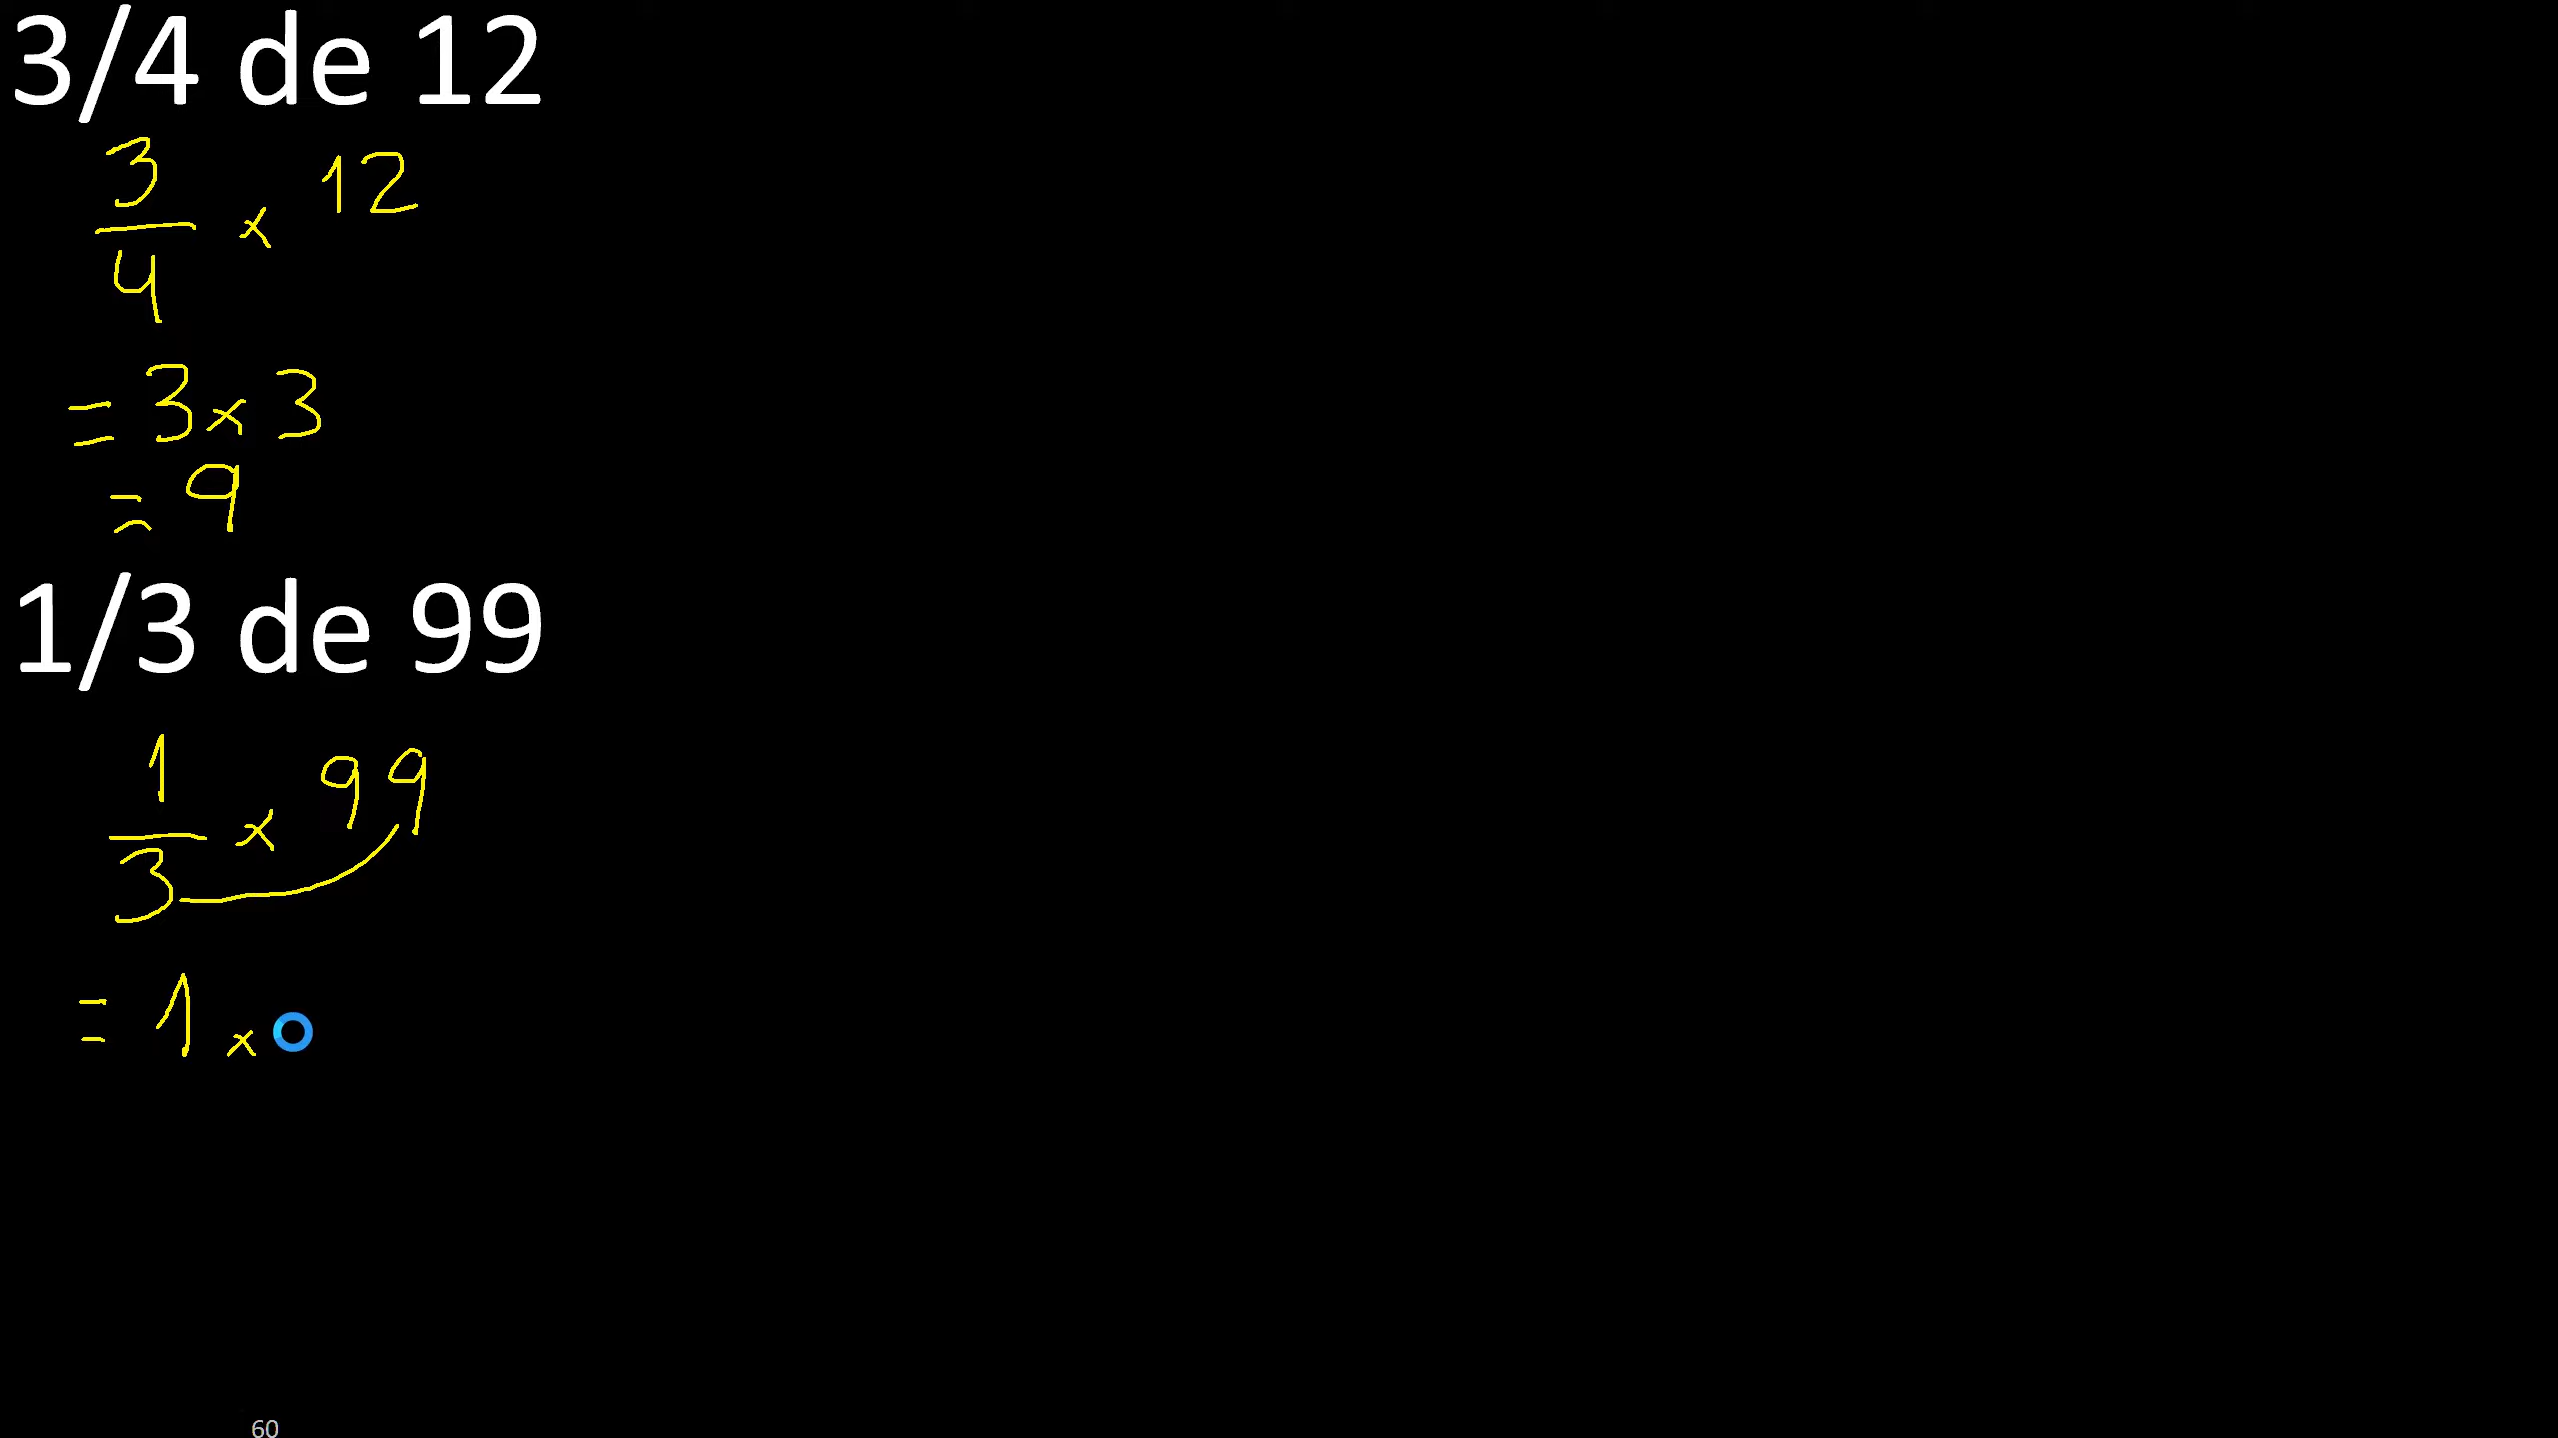 3/4 de 12
3
— × 12
4
= 3 × 3
= 9
1/3 de 99
1
— × 99
3
= 1 ×
60